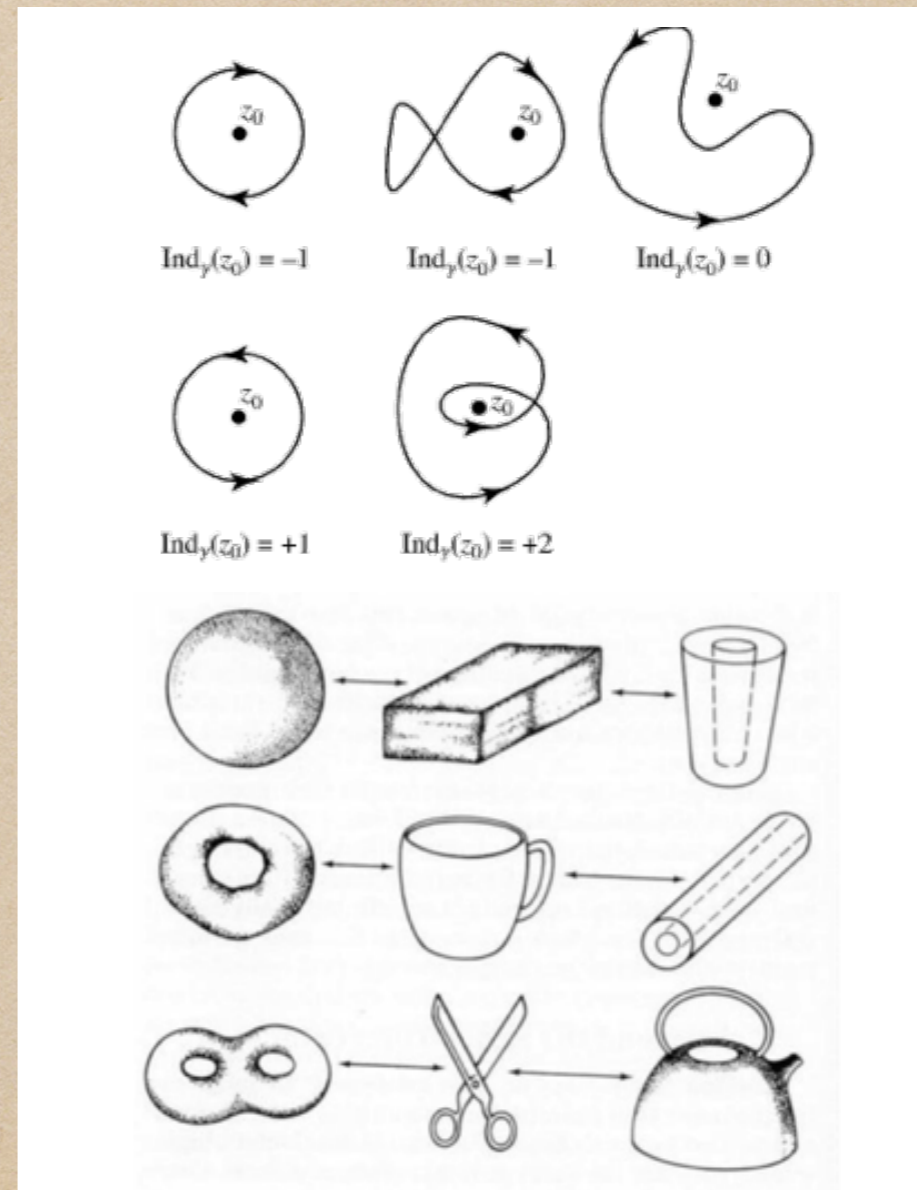 z₀ z₀ z₀
Indᵧ(z₀) = –1 Indᵧ(z₀) = –1 Indᵧ(z₀) = 0
z₀ z₀
Indᵧ(z₀) = +1 Indᵧ(z₀) = +2